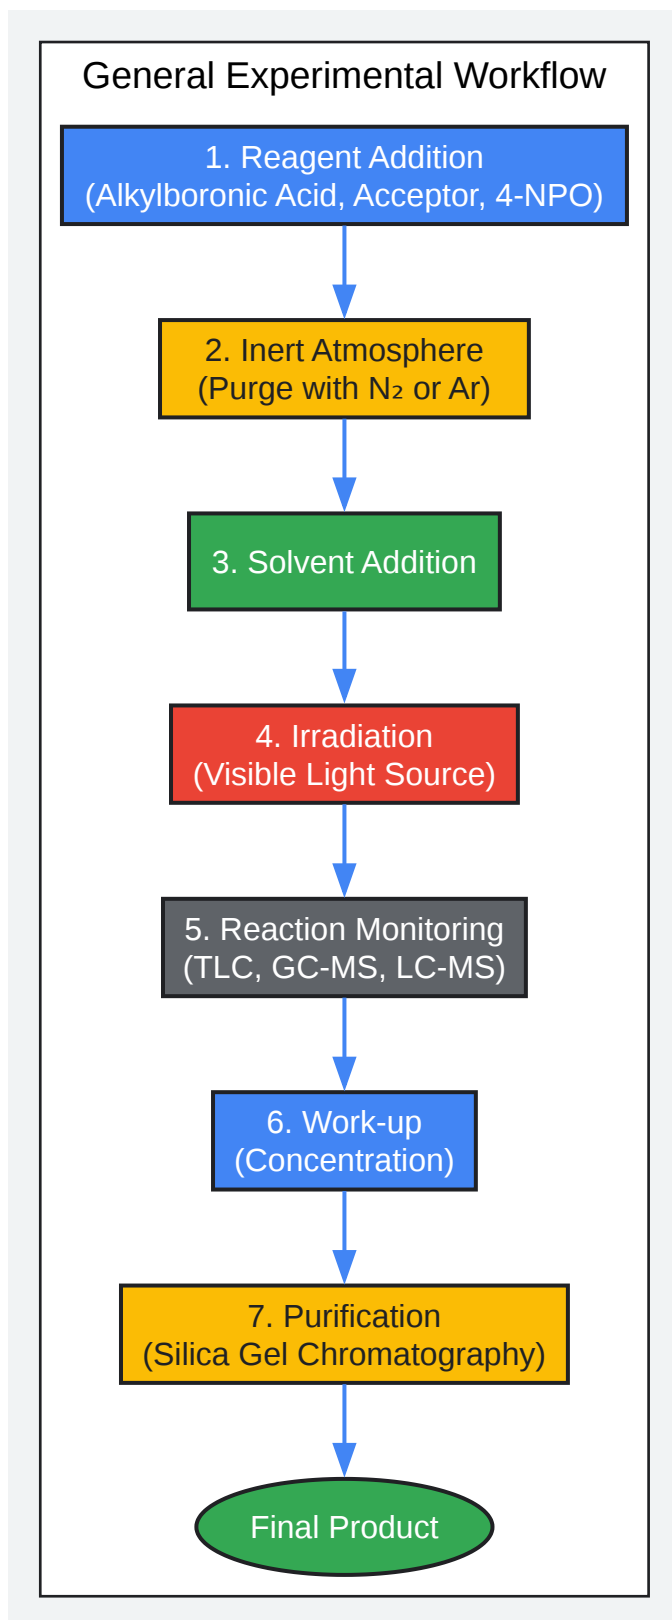 General Experimental Workflow
1. Reagent Addition
(Alkylboronic Acid, Acceptor, 4-NPO)
2. Inert Atmosphere
(Purge with N₂ or Ar)
3. Solvent Addition
4. Irradiation
(Visible Light Source)
5. Reaction Monitoring
(TLC, GC-MS, LC-MS)
6. Work-up
(Concentration)
7. Purification
(Silica Gel Chromatography)
Final Product